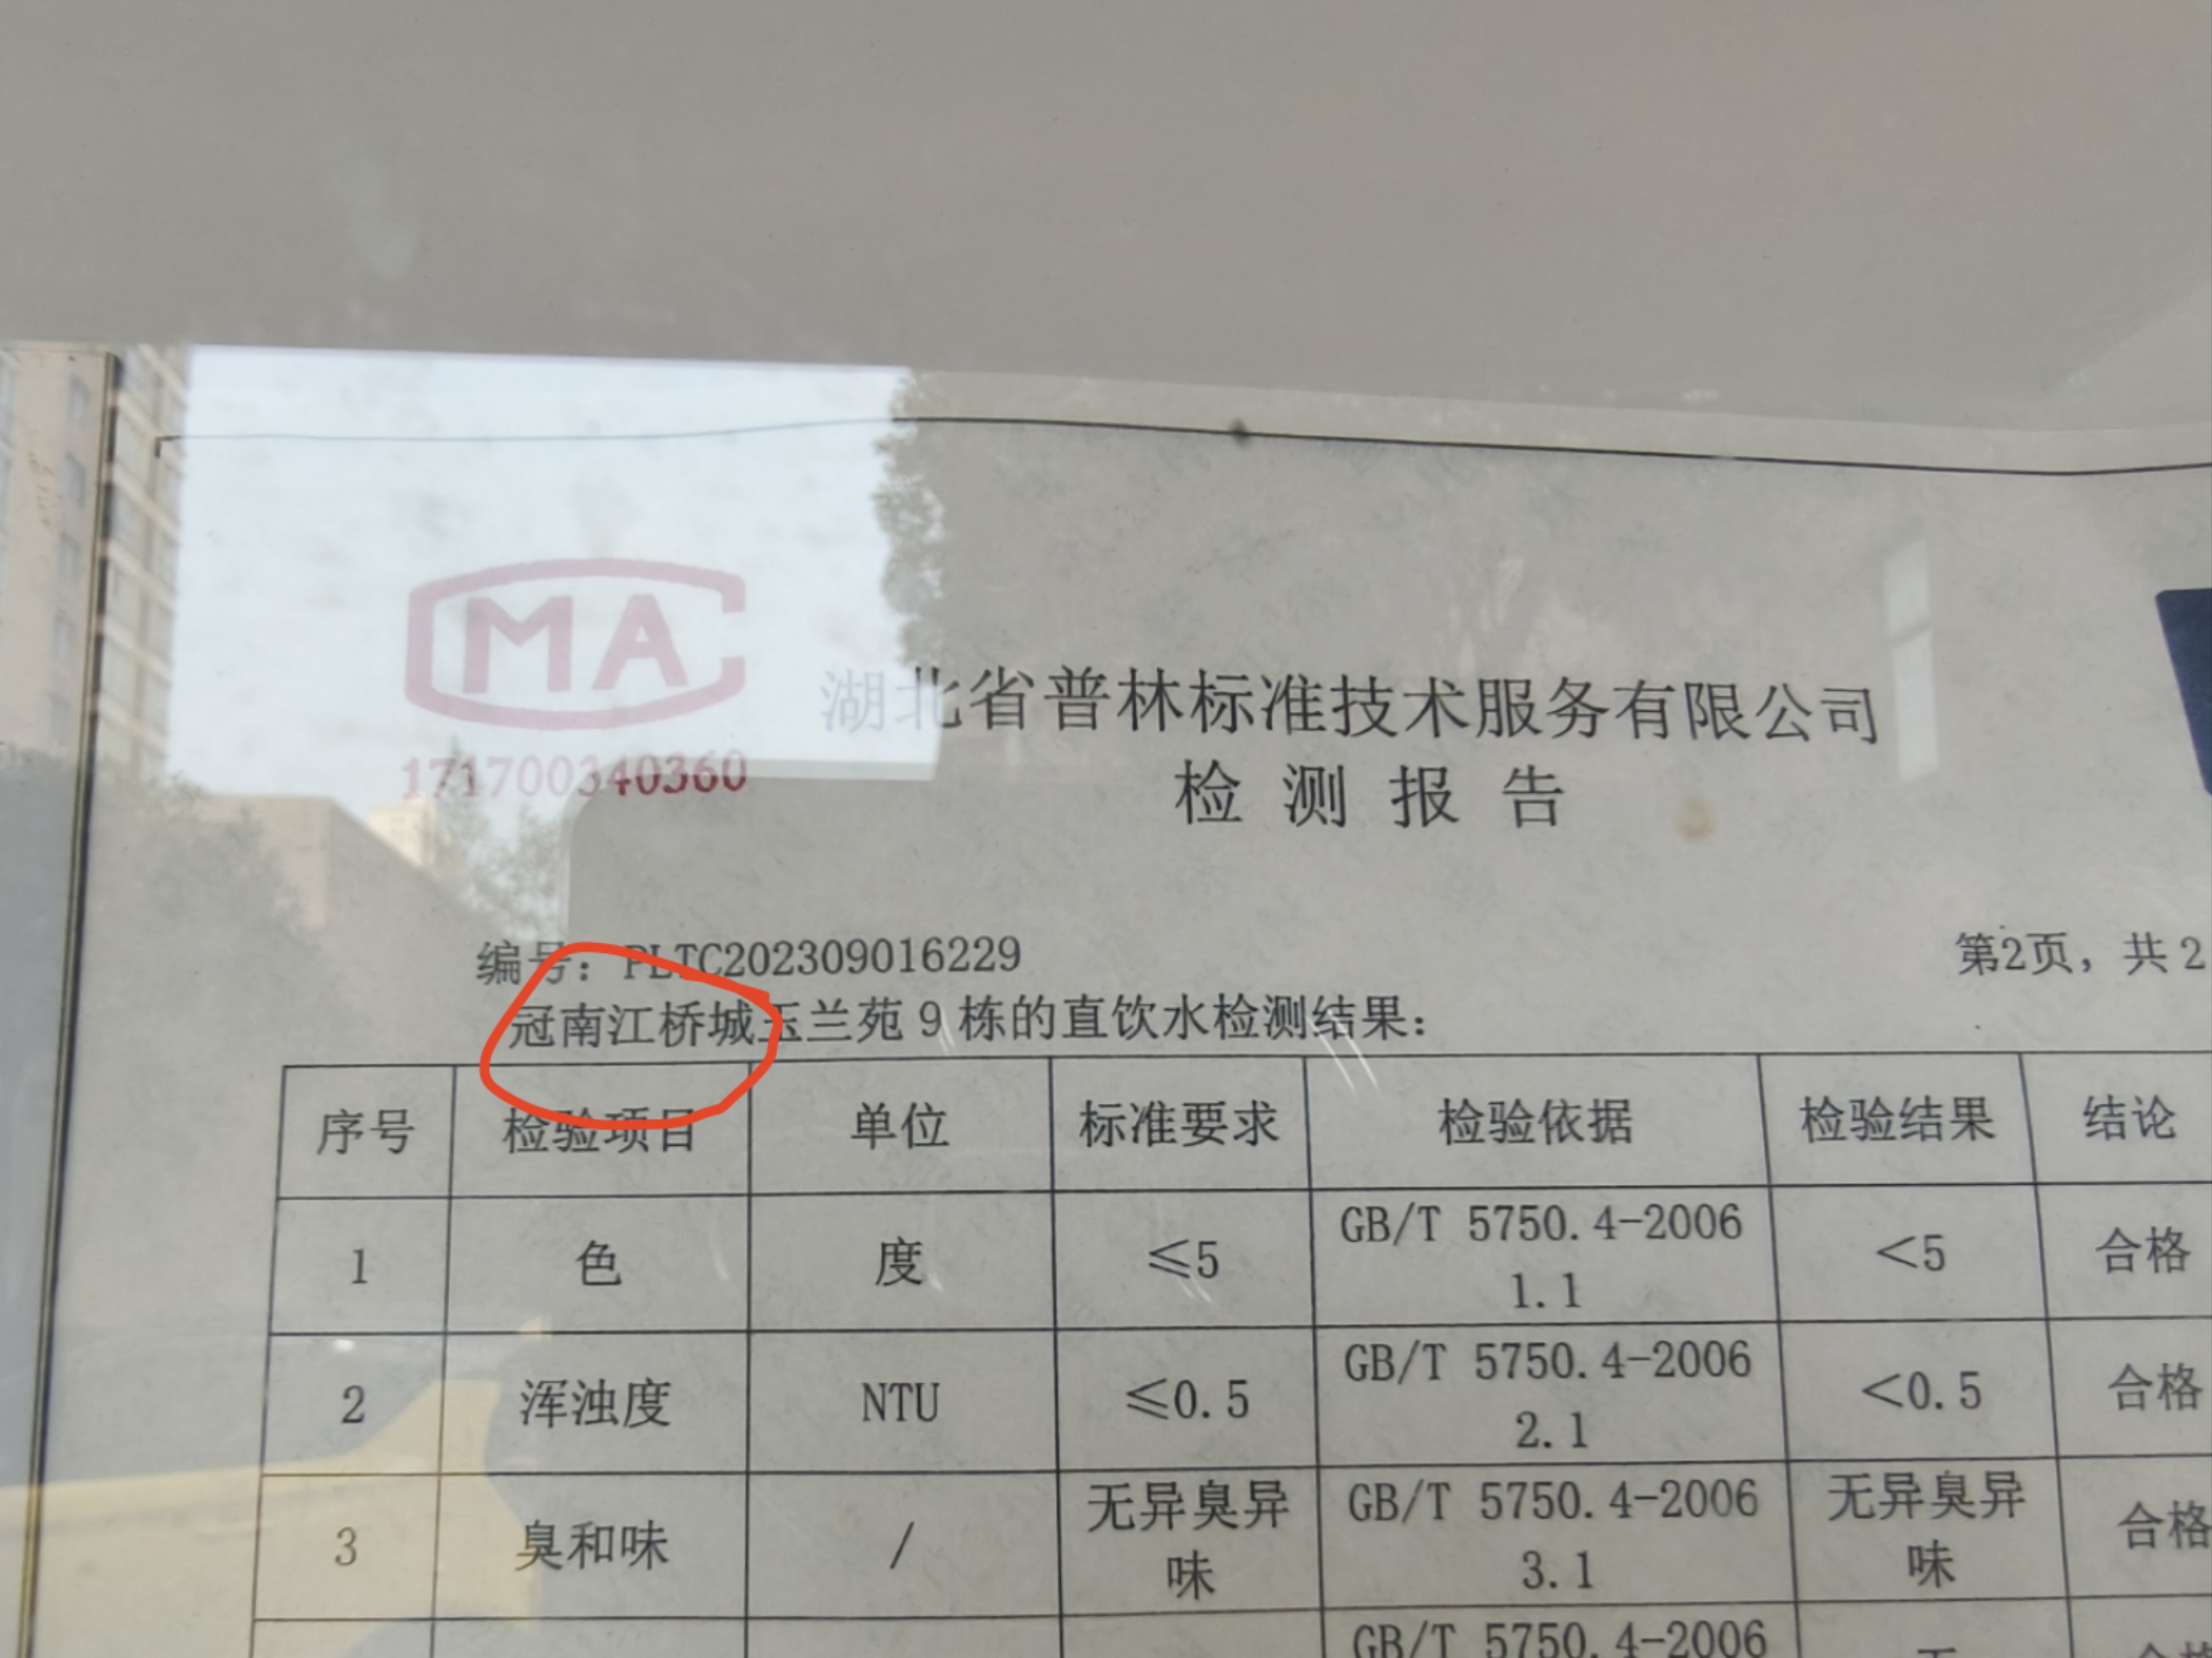 MA
171700340360
湖北省普林标准技术服务有限公司
检测报告
编号：PLTC202309016229
第2页，共 2
冠南江桥城玉兰苑 9 栋的直饮水检测结果：
序号 检验项目 单位 标准要求 检验依据 检验结果 结论
1 色 度 ≤5 GB/T 5750.4-2006 1.1 <5 合格
2 浑浊度 NTU ≤0.5 GB/T 5750.4-2006 2.1 <0.5 合格
3 臭和味 / 无异臭异味 GB/T 5750.4-2006 3.1 无异臭异味 合格
GB/T 5750.4-2006